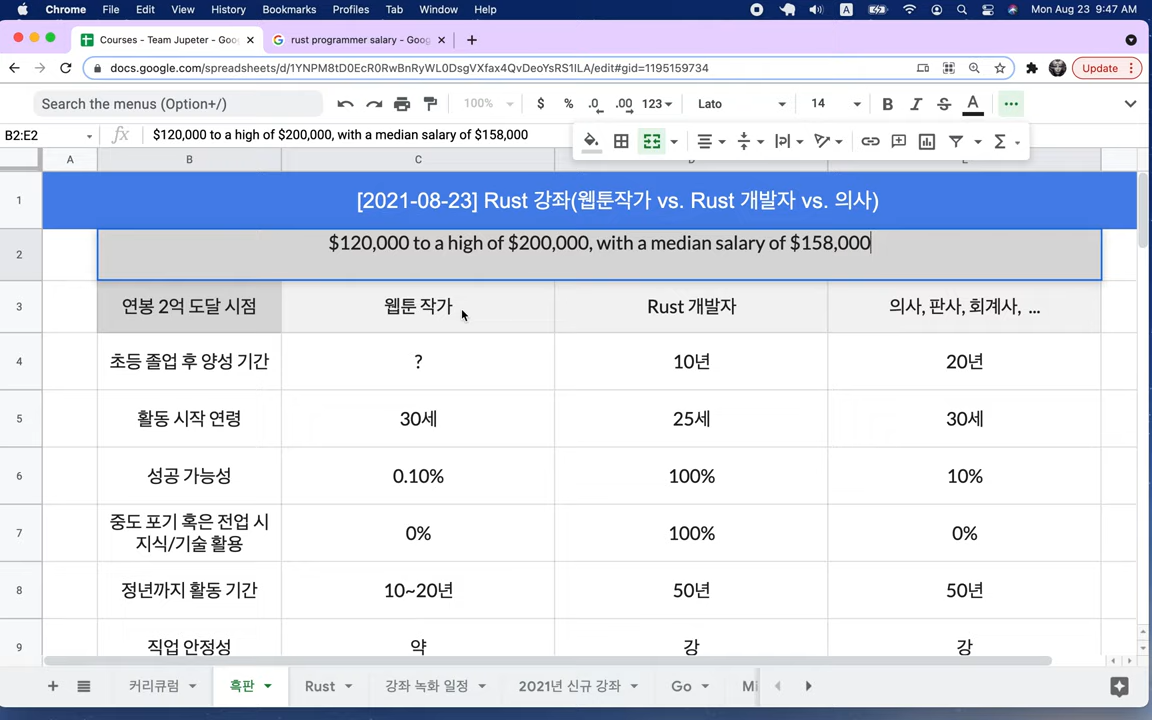 Chrome File Edit View History Bookmarks Profiles Tab Window Help A Mon Aug 23 9:47 AM
Courses - Team Jupeter - Goo
rust programmer salary - Goog
docs.google.com/spreadsheets/d/1YNPM8tD0EcR0RwBnRyWL0DsgVXfax4QvDeoYsRS1ILA/edit#gid=1195159734
Update
Search the menus (Option+/) 100% $ % .0 .00 123 Lato 14 B I S A
B2:E2 fx $120,000 to a high of $200,000, with a median salary of $158,000
A B C
1 [2021-08-23] Rust 강좌(웹툰작가 vs. Rust 개발자 vs. 의사)
2 $120,000 to a high of $200,000, with a median salary of $158,000
3 연봉 2억 도달 시점 웹툰 작가 Rust 개발자 의사, 판사, 회계사, ...
4 초등 졸업 후 양성 기간 ? 10년 20년
5 활동 시작 연령 30세 25세 30세
6 성공 가능성 0.10% 100% 10%
7 중도 포기 혹은 전업 시 지식/기술 활용 0% 100% 0%
8 정년까지 활동 기간 10~20년 50년 50년
9 직업 안정성 약 강 강
커리큘럼 흑판 Rust 강좌 녹화 일정 2021년 신규 강좌 Go Mi